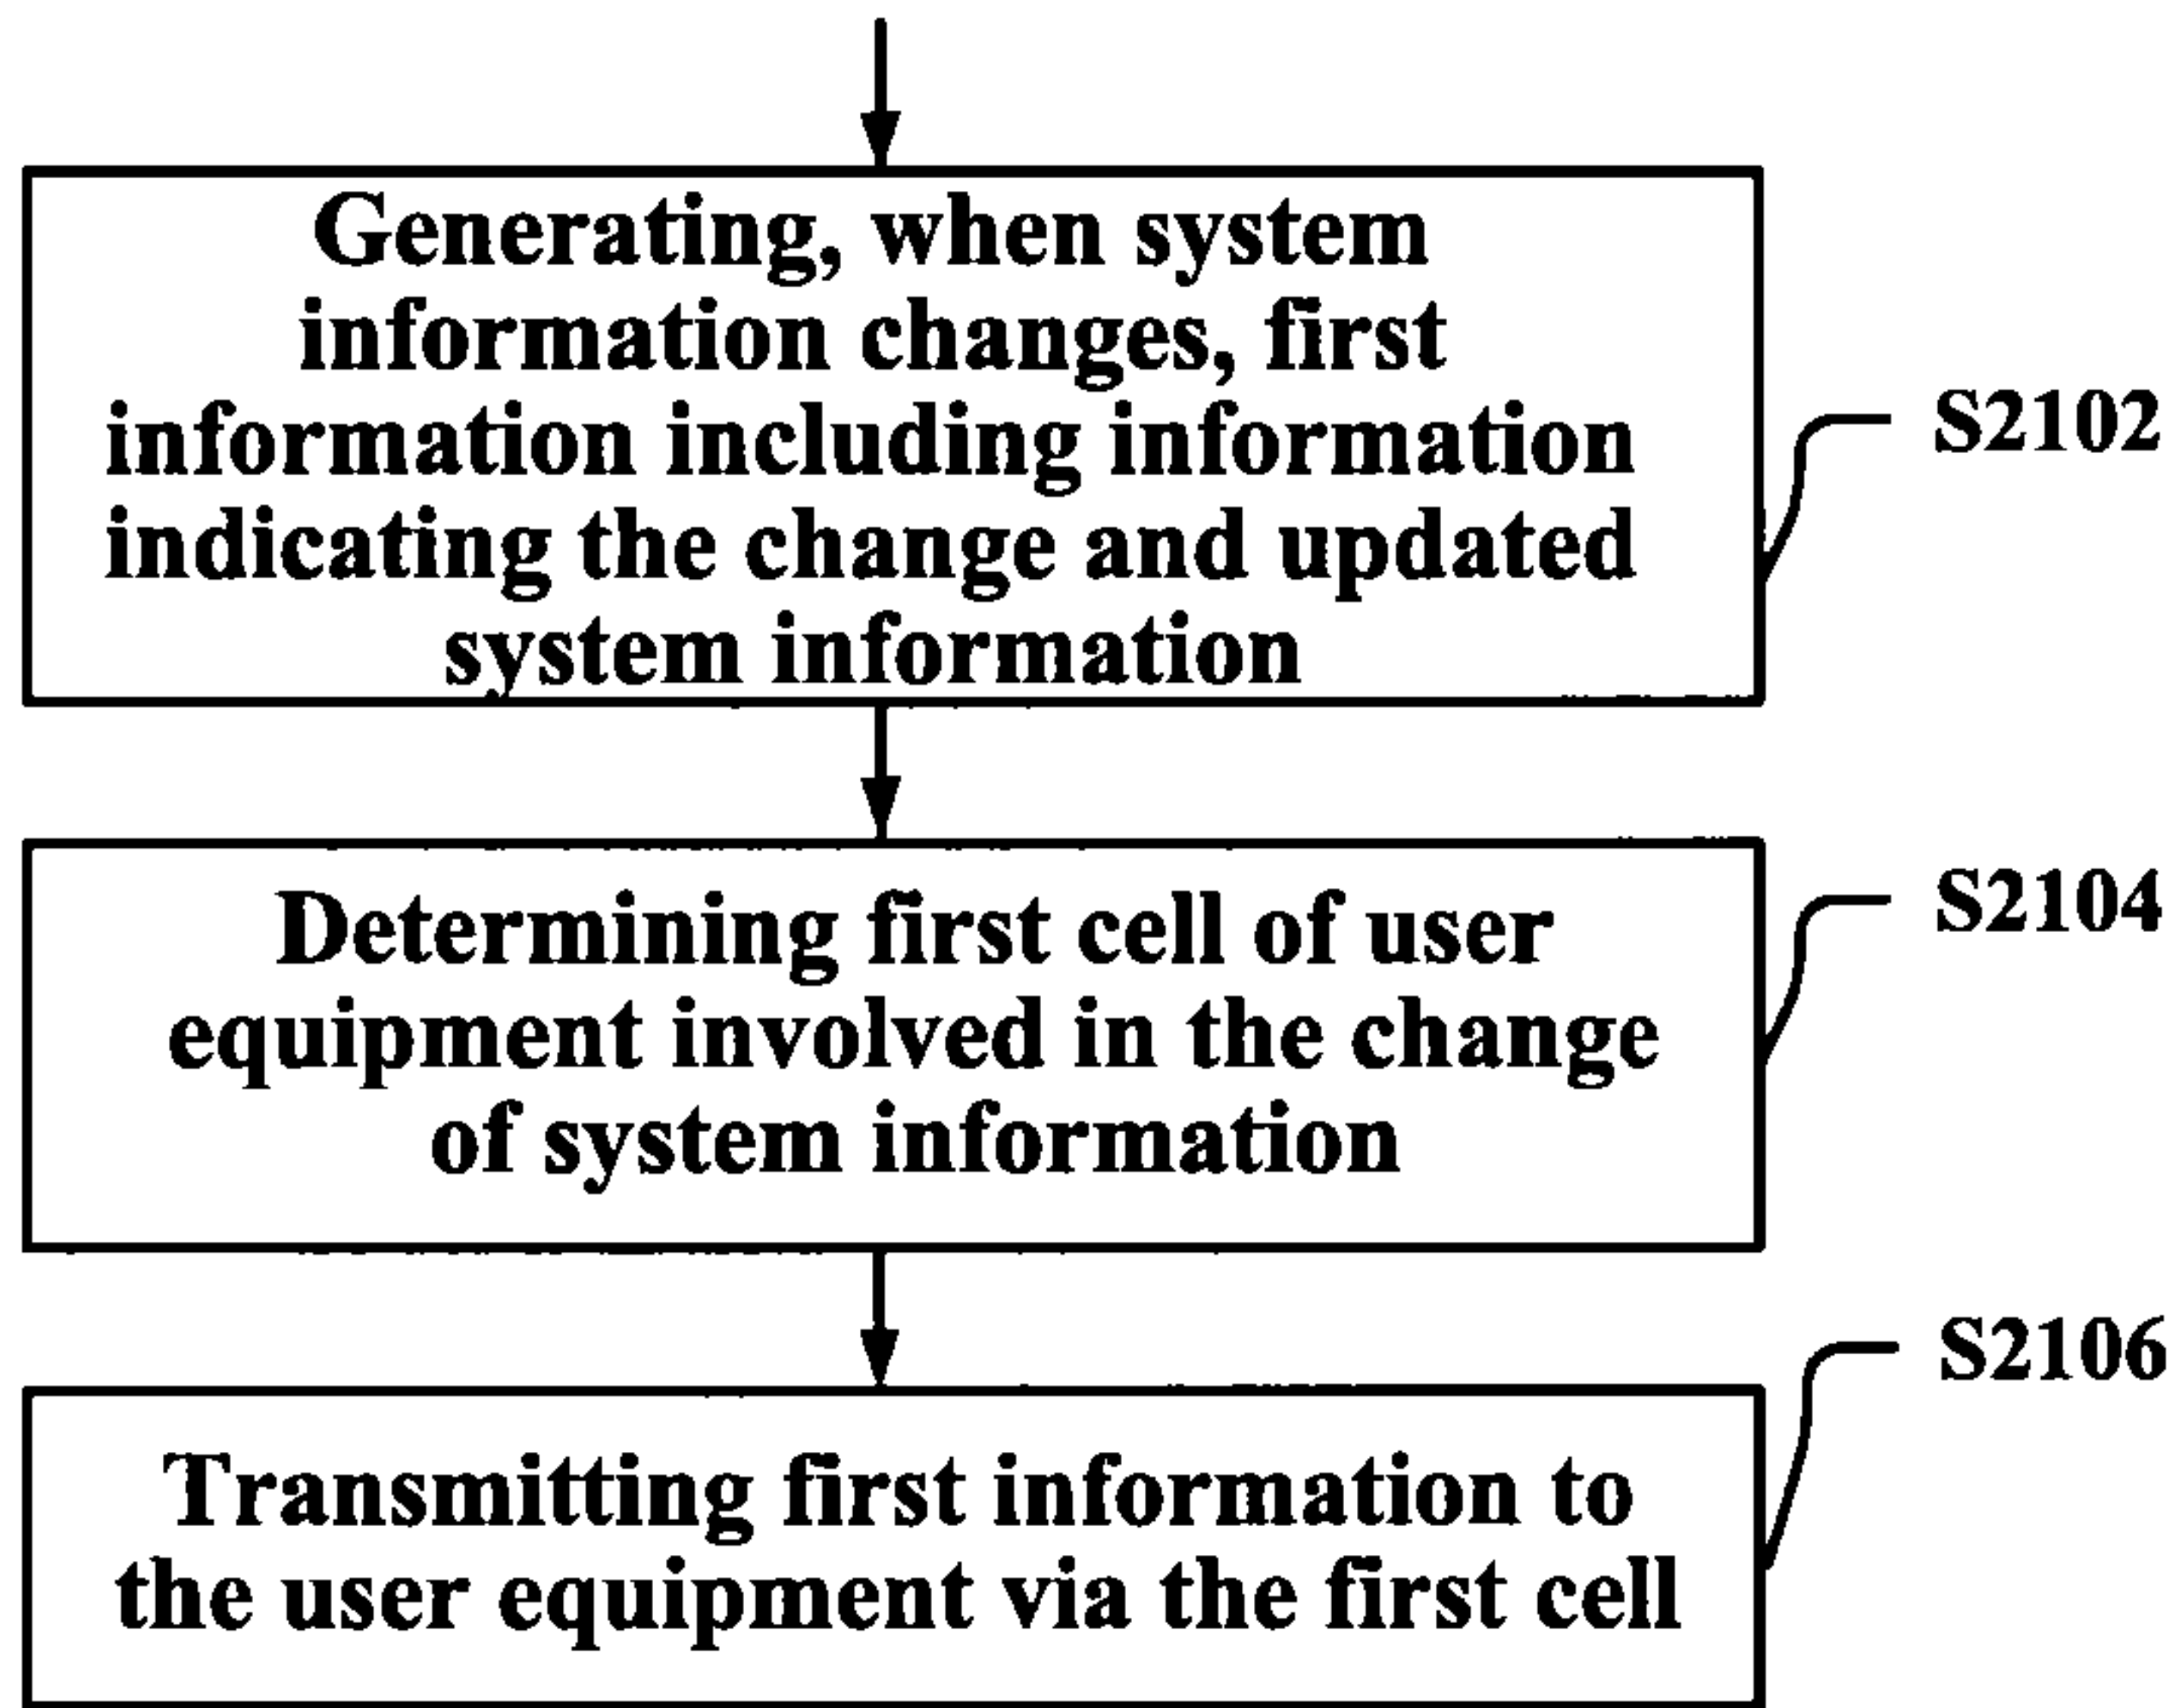 Generating, when system
information changes, first
information including information
indicating the change and updated
system information
S2102
Determining first cell of user
equipment involved in the change
of system information
S2104
Transmitting first information to
the user equipment via the first cell
S2106